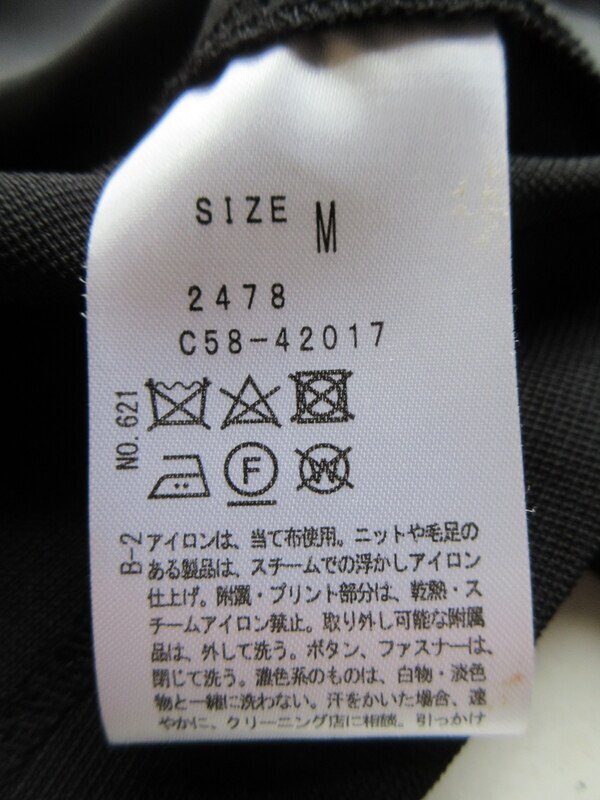 SIZE M
2478
C58-42017
NO.621
F
W
B-2
アイロンは、当て布使用。ニットや毛足の
ある製品は、スチームでの浮かしアイロン
仕上げ。附属・プリント部分は、乾熱・ス
チームアイロン禁止。取り外し可能な附属
品は、外して洗う。ボタン、ファスナーは、
閉じて洗う。濃色系のものは、白物・淡色
物と一緒に洗わない。汗をかいた場合、速
やかに、クリーニング店に相談。引っかけ